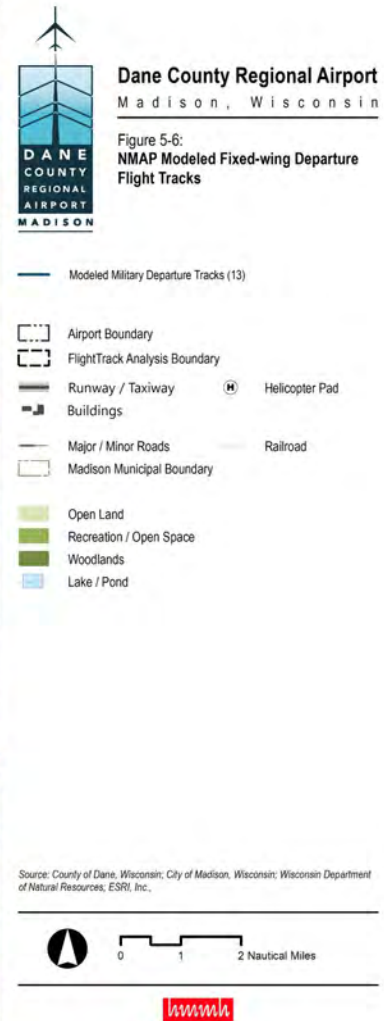 DANE
COUNTY
REGIONAL
AIRPORT
MADISON
Dane County Regional Airport
Madison, Wisconsin
Figure 5-6:
NMAP Modeled Fixed-wing Departure
Flight Tracks
Modeled Military Departure Tracks (13)
Airport Boundary
FlightTrack Analysis Boundary
Runway / Taxiway
H Helicopter Pad
Buildings
Major / Minor Roads
Railroad
Madison Municipal Boundary
Open Land
Recreation / Open Space
Woodlands
Lake / Pond
Source: County of Dane, Wisconsin; City of Madison, Wisconsin; Wisconsin Department
of Natural Resources; ESRI, Inc.,
0 1 2 Nautical Miles
hmmh